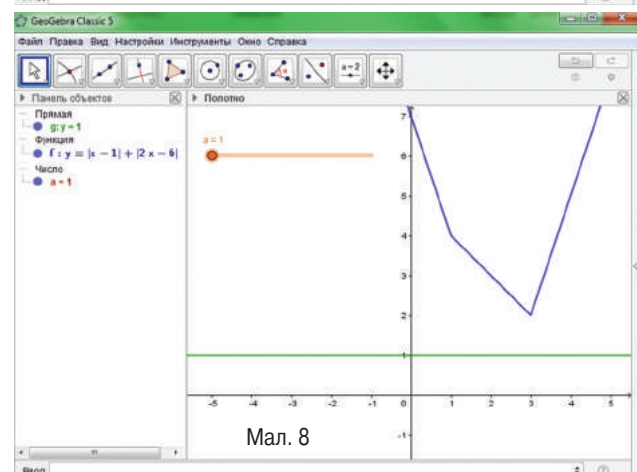 GeoGebra Classic 5
Файл Правка Вид Настройки Инструменты Окно Справка
a=2
Панель объектов
Полотно
Прямая
g: y = 1
Функция
f : y = |x − 1| + |2 x − 6|
Число
a = 1
a = 1
7
6
5
4
3
2
1
-5 -4 -3 -2 -1 0 1 2 3 4 5
-1
Мал. 8
Ввод